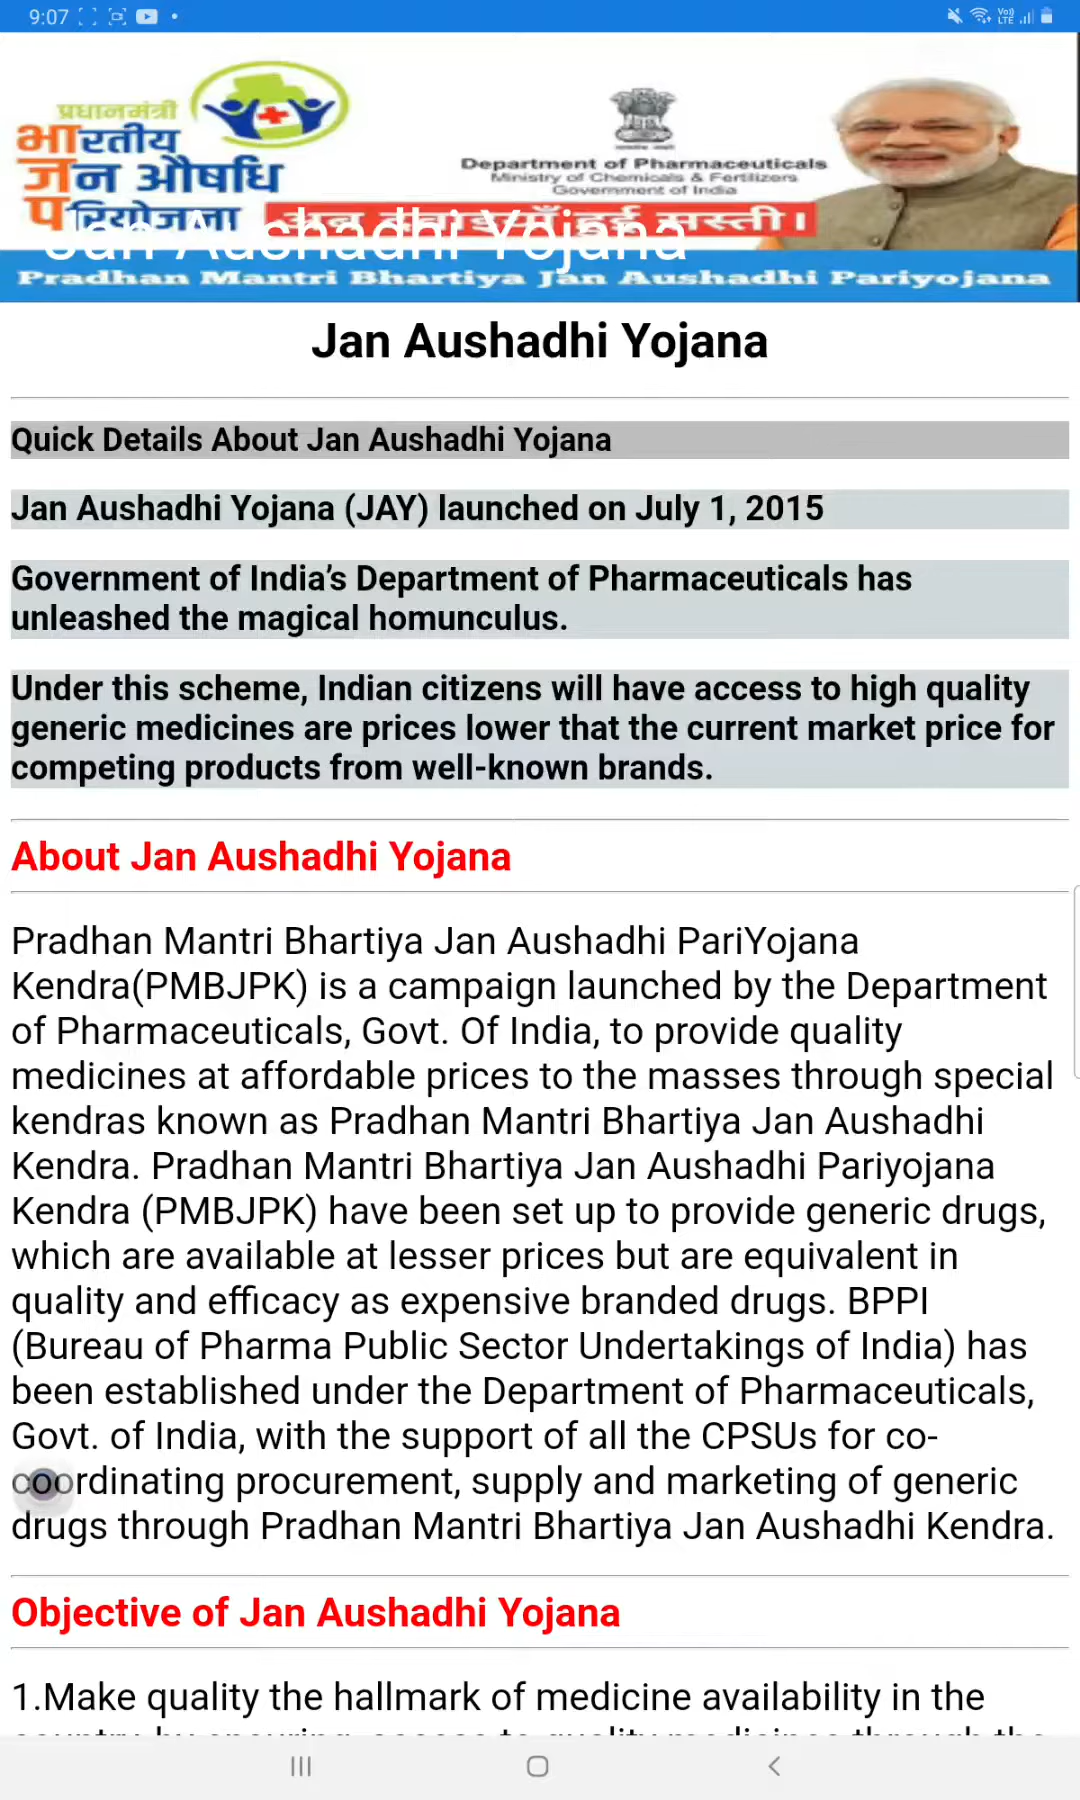 9:07
Vo)) LTE
प्रधानमंत्री
भारतीय
जन औषधि
परियोजना
Department of Pharmaceuticals
Ministry of Chemicals & Fertilizers
Government of India
अब दवाइयाँ हुई सस्ती।
Jan Aushadhi Yojana
Pradhan Mantri Bhartiya Jan Aushadhi Pariyojana
Jan Aushadhi Yojana
Quick Details About Jan Aushadhi Yojana
Jan Aushadhi Yojana (JAY) launched on July 1, 2015
Government of India’s Department of Pharmaceuticals has
unleashed the magical homunculus.
Under this scheme, Indian citizens will have access to high quality
generic medicines are prices lower that the current market price for
competing products from well-known brands.
About Jan Aushadhi Yojana
Pradhan Mantri Bhartiya Jan Aushadhi PariYojana
Kendra(PMBJPK) is a campaign launched by the Department
of Pharmaceuticals, Govt. Of India, to provide quality
medicines at affordable prices to the masses through special
kendras known as Pradhan Mantri Bhartiya Jan Aushadhi
Kendra. Pradhan Mantri Bhartiya Jan Aushadhi Pariyojana
Kendra (PMBJPK) have been set up to provide generic drugs,
which are available at lesser prices but are equivalent in
quality and efficacy as expensive branded drugs. BPPI
(Bureau of Pharma Public Sector Undertakings of India) has
been established under the Department of Pharmaceuticals,
Govt. of India, with the support of all the CPSUs for co-
coordinating procurement, supply and marketing of generic
drugs through Pradhan Mantri Bhartiya Jan Aushadhi Kendra.
Objective of Jan Aushadhi Yojana
1.Make quality the hallmark of medicine availability in the